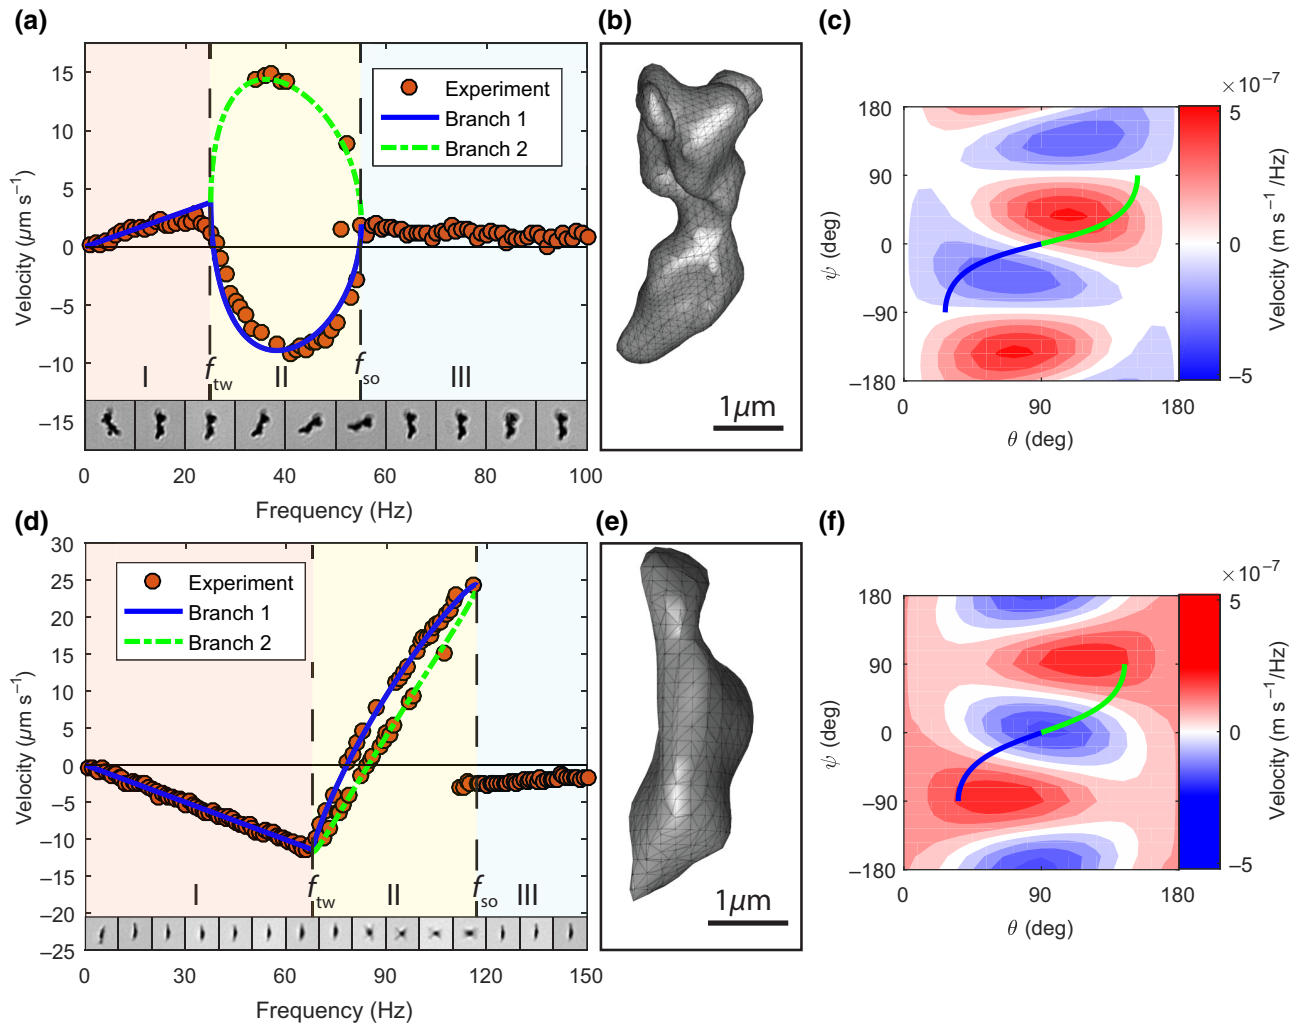 (a)
15
10
5
0
−5
−10
−15
Velocity (μm s−1)
Experiment
Branch 1
Branch 2
I
ftw
II
fso
III
0 20 40 60 80 100
Frequency (Hz)
(b)
1μm
(c)
×10−7
180
90
0
−90
−180
ψ (deg)
0 90 180
θ (deg)
5
0
−5
Velocity (m s−1/Hz)
(d)
30
25
20
15
10
5
0
−5
−10
−15
−20
−25
Velocity (μm s−1)
Experiment
Branch 1
Branch 2
I
ftw
II
fso
III
0 30 60 90 120 150
Frequency (Hz)
(e)
1μm
(f)
×10−7
180
90
0
−90
−180
ψ (deg)
0 90 180
θ (deg)
5
0
−5
Velocity (m s−1/Hz)